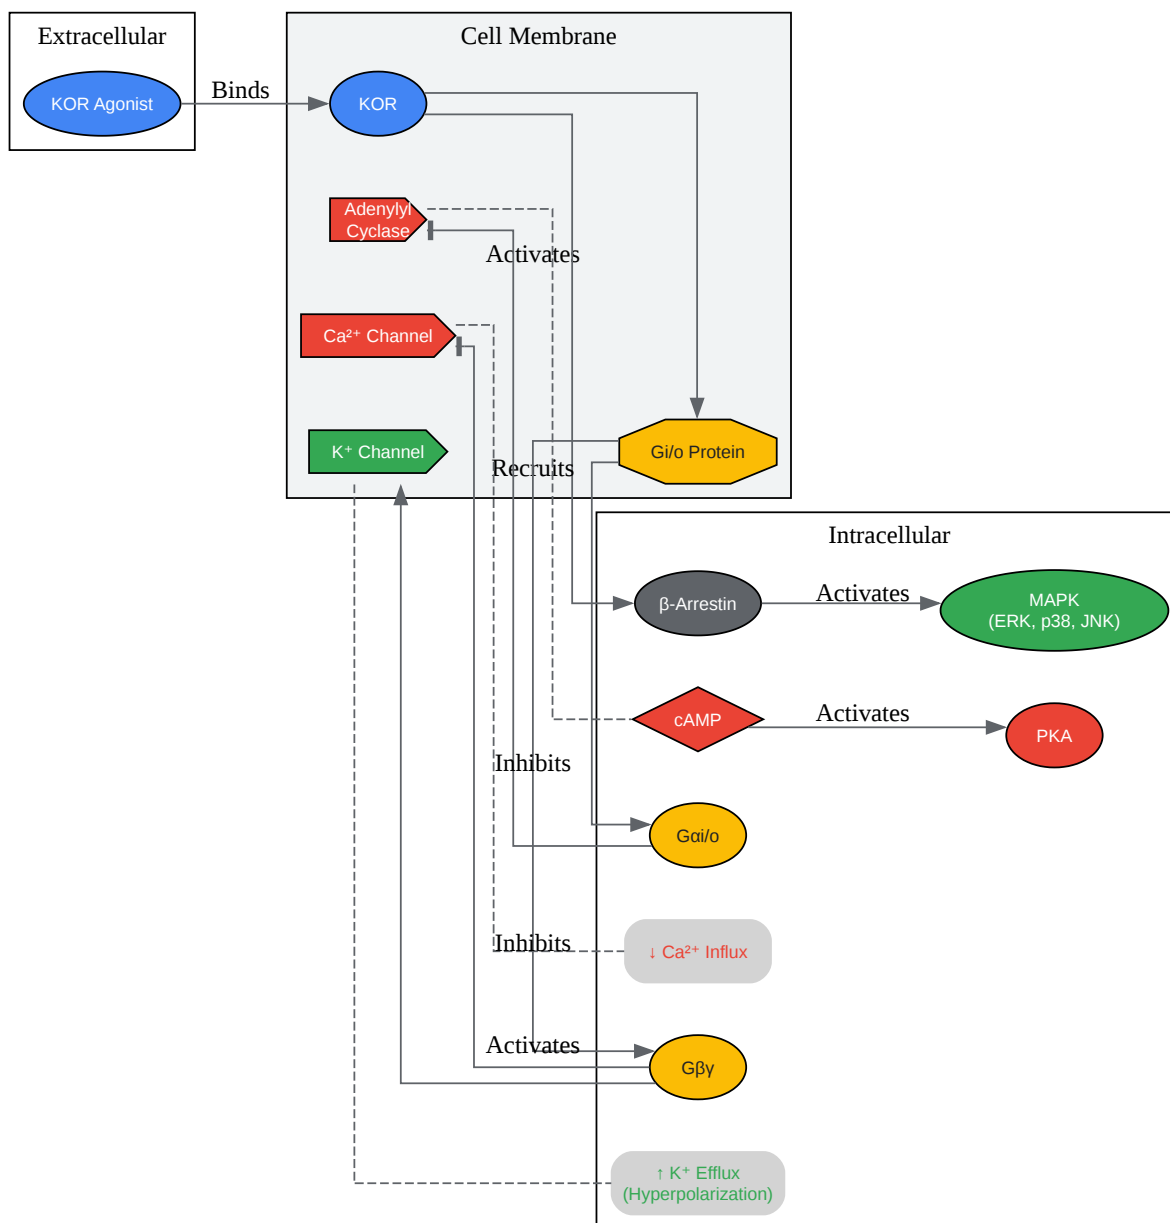 Extracellular
Cell Membrane
KOR Agonist
Binds
KOR
Adenylyl
Cyclase
Activates
Ca²⁺ Channel
K⁺ Channel
Recruits
Gi/o Protein
Intracellular
β-Arrestin
Activates
MAPK
(ERK, p38, JNK)
cAMP
Activates
PKA
Inhibits
Gαi/o
Inhibits
↓ Ca²⁺ Influx
Activates
Gβγ
↑ K⁺ Efflux
(Hyperpolarization)